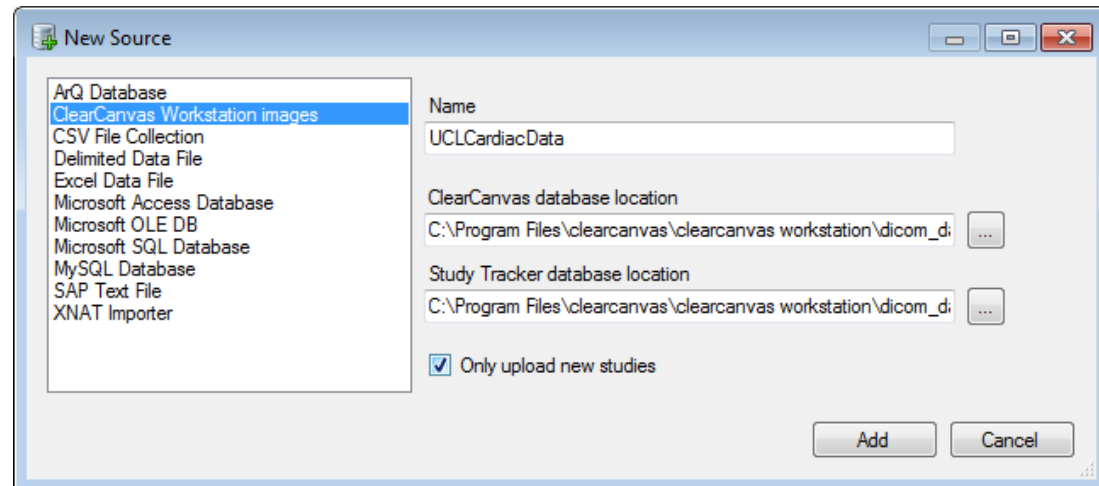 New Source
ArQ Database
ClearCanvas Workstation images
CSV File Collection
Delimited Data File
Excel Data File
Microsoft Access Database
Microsoft OLE DB
Microsoft SQL Database
MySQL Database
SAP Text File
XNAT Importer
Name
UCLCardiacData
ClearCanvas database location
C:\Program Files\clearcanvas\clearcanvas workstation\dicom_da
...
Study Tracker database location
C:\Program Files\clearcanvas\clearcanvas workstation\dicom_da
...
Only upload new studies
Add
Cancel